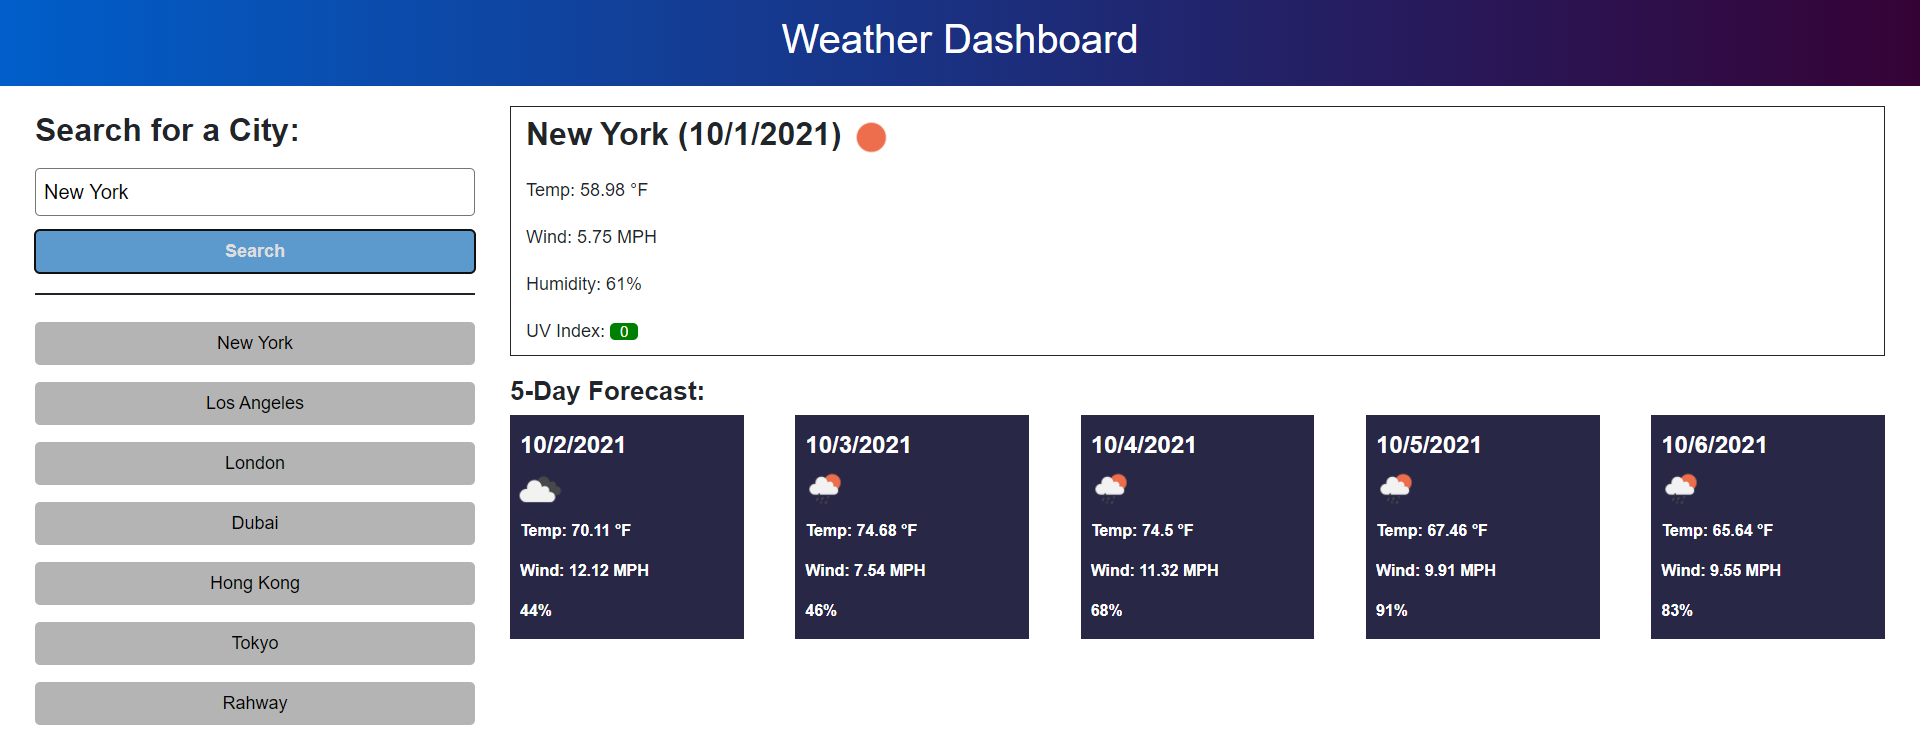 Weather Dashboard
Search for a City:
New York
Search
New York
Los Angeles
London
Dubai
Hong Kong
Tokyo
Rahway
New York (10/1/2021)
Temp: 58.98 °F
Wind: 5.75 MPH
Humidity: 61%
UV Index: 0
5-Day Forecast:
10/2/2021
Temp: 70.11 °F
Wind: 12.12 MPH
44%
10/3/2021
Temp: 74.68 °F
Wind: 7.54 MPH
46%
10/4/2021
Temp: 74.5 °F
Wind: 11.32 MPH
68%
10/5/2021
Temp: 67.46 °F
Wind: 9.91 MPH
91%
10/6/2021
Temp: 65.64 °F
Wind: 9.55 MPH
83%